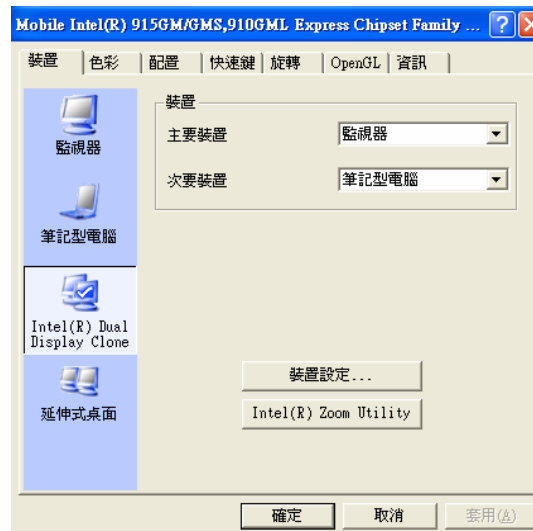 Mobile Intel(R) 915GM/GMS,910GML Express Chipset Family ...
裝置 色彩 配置 快速鍵 旋轉 OpenGL 資訊
監視器
筆記型電腦
Intel(R) Dual
Display Clone
延伸式桌面
裝置
主要裝置 監視器
次要裝置 筆記型電腦
裝置設定...
Intel(R) Zoom Utility
確定 取消 套用(A)